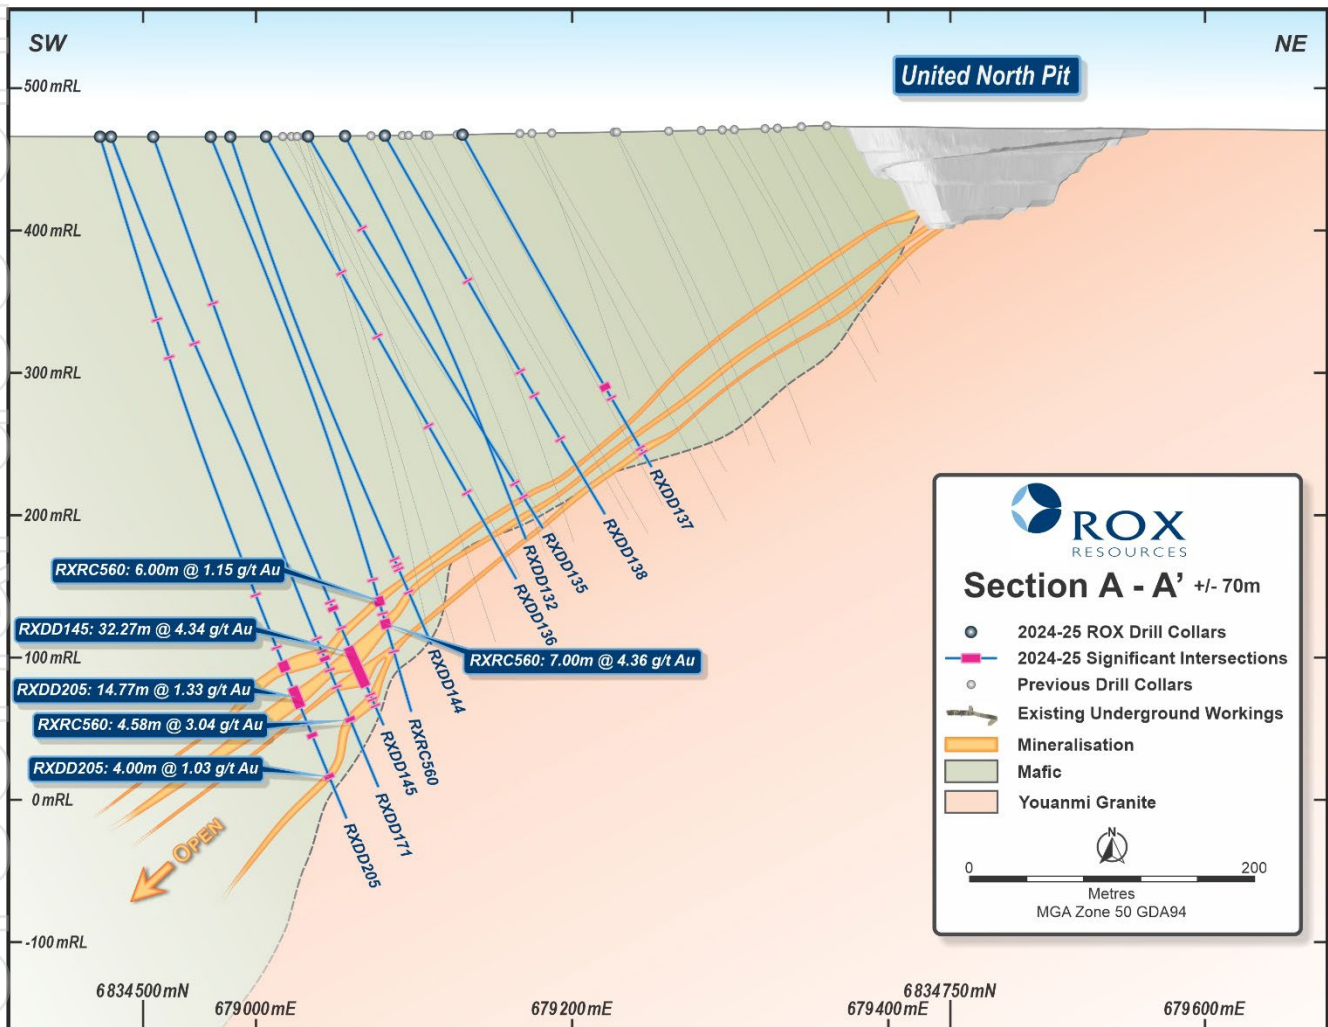 SW
NE
United North Pit
500 mRL
400 mRL
300 mRL
200 mRL
100 mRL
0 mRL
-100 mRL
RXRC560: 6.00m @ 1.15 g/t Au
RXDD145: 32.27m @ 4.34 g/t Au
RXDD205: 14.77m @ 1.33 g/t Au
RXRC560: 4.58m @ 3.04 g/t Au
RXDD205: 4.00m @ 1.03 g/t Au
RXRC560: 7.00m @ 4.36 g/t Au
RXDD137
RXDD138
RXDD135
RXDD132
RXDD136
RXDD144
RXRC560
RXDD145
RXDD171
RXDD205
OPEN
ROX
RESOURCES
Section A - A' +/- 70m
2024-25 ROX Drill Collars
2024-25 Significant Intersections
Previous Drill Collars
Existing Underground Workings
Mineralisation
Mafic
Youanmi Granite
N
0 200
Metres
MGA Zone 50 GDA94
6834500mN
6834750mN
679000mE
679200mE
679400mE
679600mE